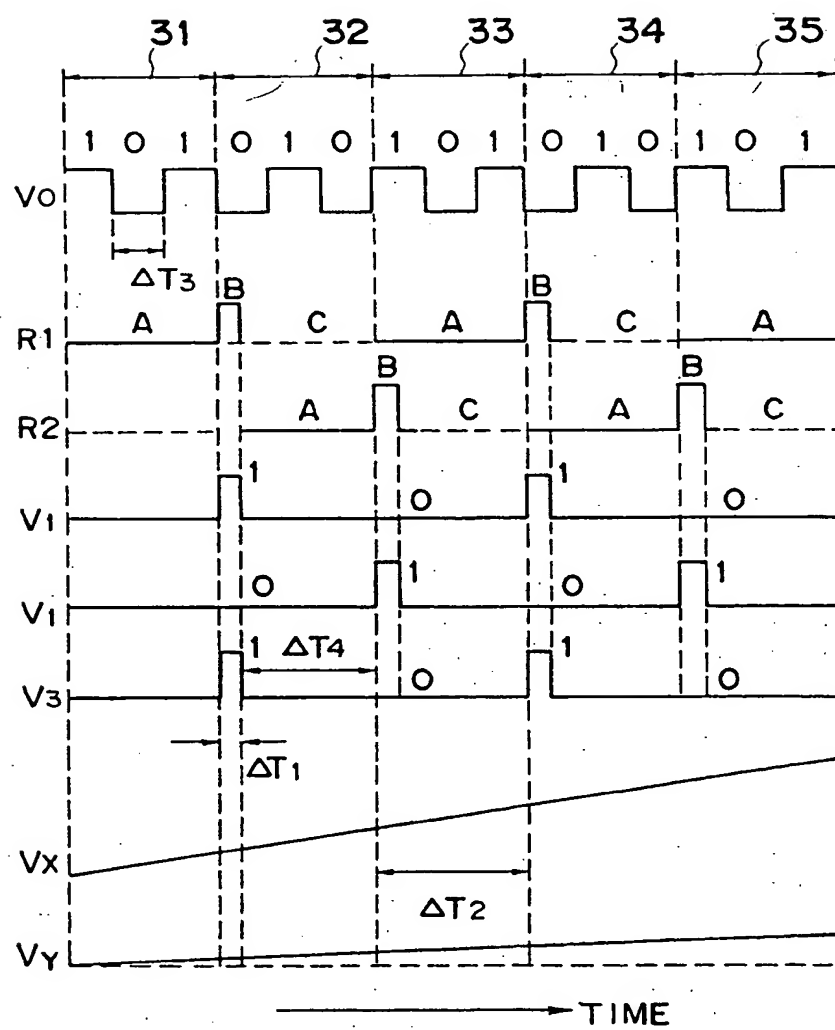 31 32 33 34 35
1 0 1 0 1 0 1 0 1 0 1 0 1 0 1
V0
ΔT3
B B
R1 A C A C A
B B
R2 A C A C
1 1
V1 0 0
1 1
V1 0 0
1 ΔT4 1
V3 0 0
ΔT1
VX
ΔT2
VY
TIME